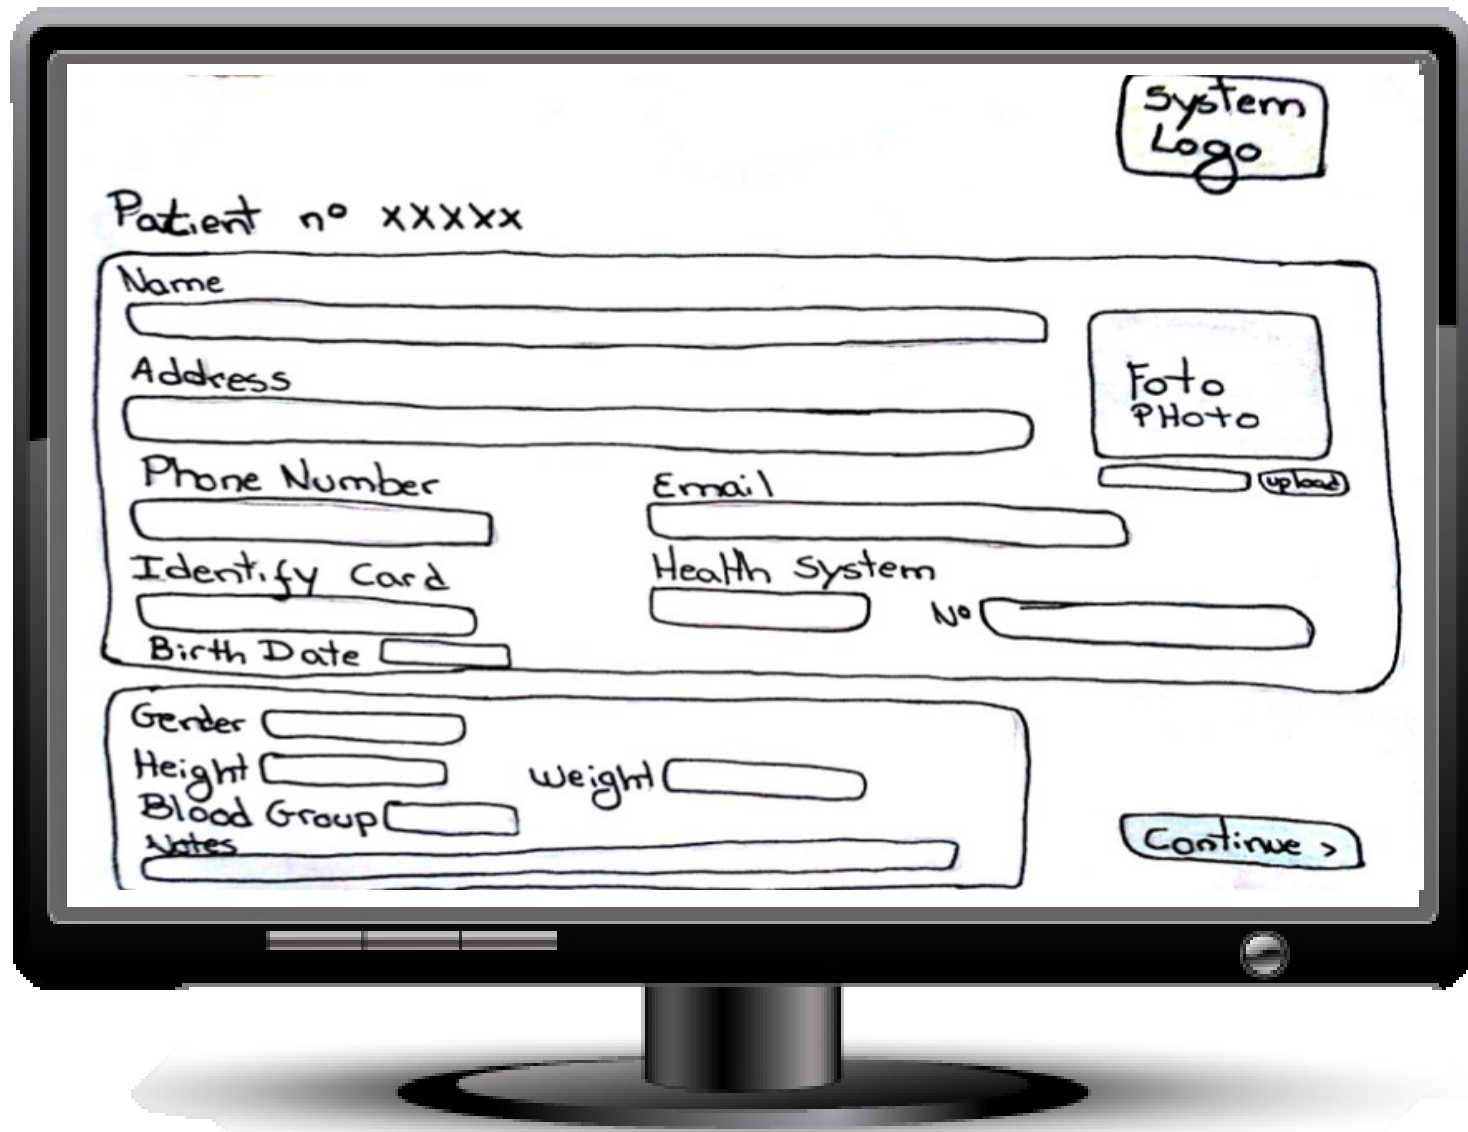 System
Logo
Patient nº xxxxx
Name
Address
Foto
PHoto
Phone Number
Email
upload
Identify Card
Health System
Nº
Birth Date
Gender
Height
Weight
Blood Group
Notes
Continue >